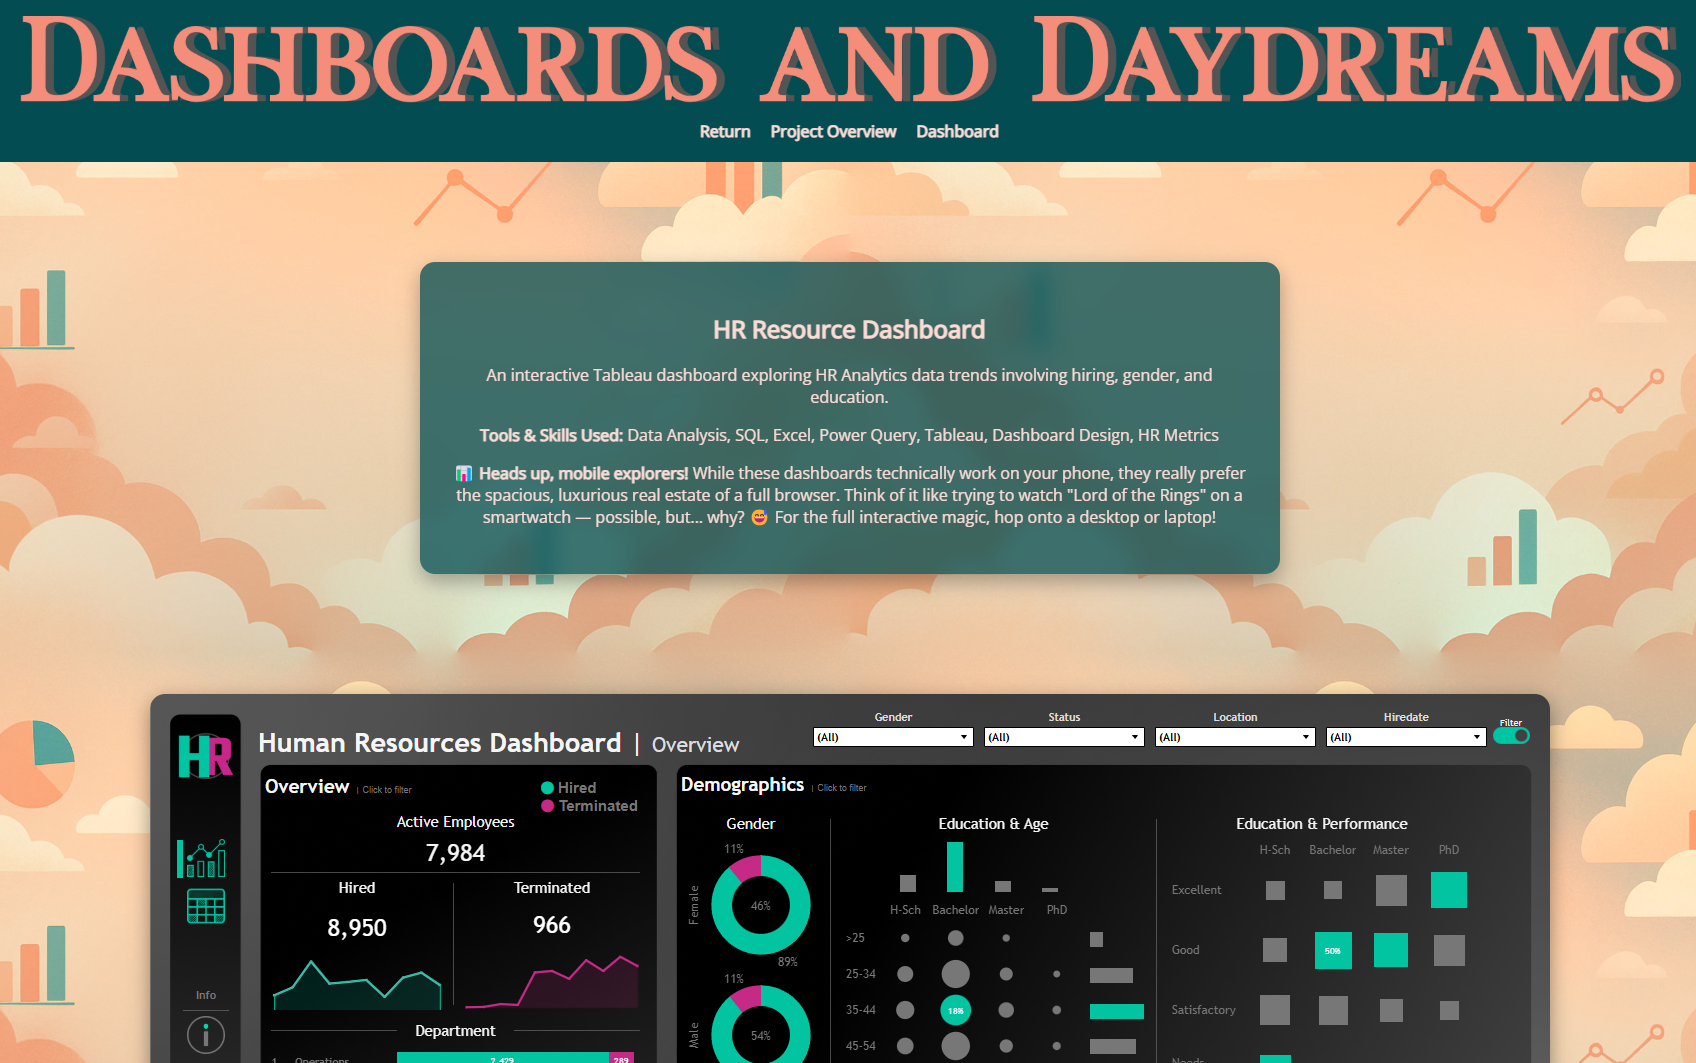 Dashboards and Daydreams
Return Project Overview Dashboard
HR Resource Dashboard
An interactive Tableau dashboard exploring HR Analytics data trends involving hiring, gender, and
education.
Tools & Skills Used: Data Analysis, SQL, Excel, Power Query, Tableau, Dashboard Design, HR Metrics
📊 Heads up, mobile explorers! While these dashboards technically work on your phone, they really prefer
the spacious, luxurious real estate of a full browser. Think of it like trying to watch "Lord of the Rings" on a
smartwatch — possible, but... why? 😅 For the full interactive magic, hop onto a desktop or laptop!
HR
Human Resources Dashboard | Overview
Gender Status Location Hiredate Filter
(All) (All) (All) (All)
Info
Overview | Click to filter
Hired
Terminated
Active Employees
7,984
Hired Terminated
8,950 966
Department
1 Operations 2,429 289
Demographics | Click to filter
Gender
11%
Female 46%
89%
11%
Male 54%
Education & Age
H-Sch Bachelor Master PhD
>25
25-34
35-44 18%
45-54
Education & Performance
H-Sch Bachelor Master PhD
Excellent
Good 50%
Satisfactory
Needs